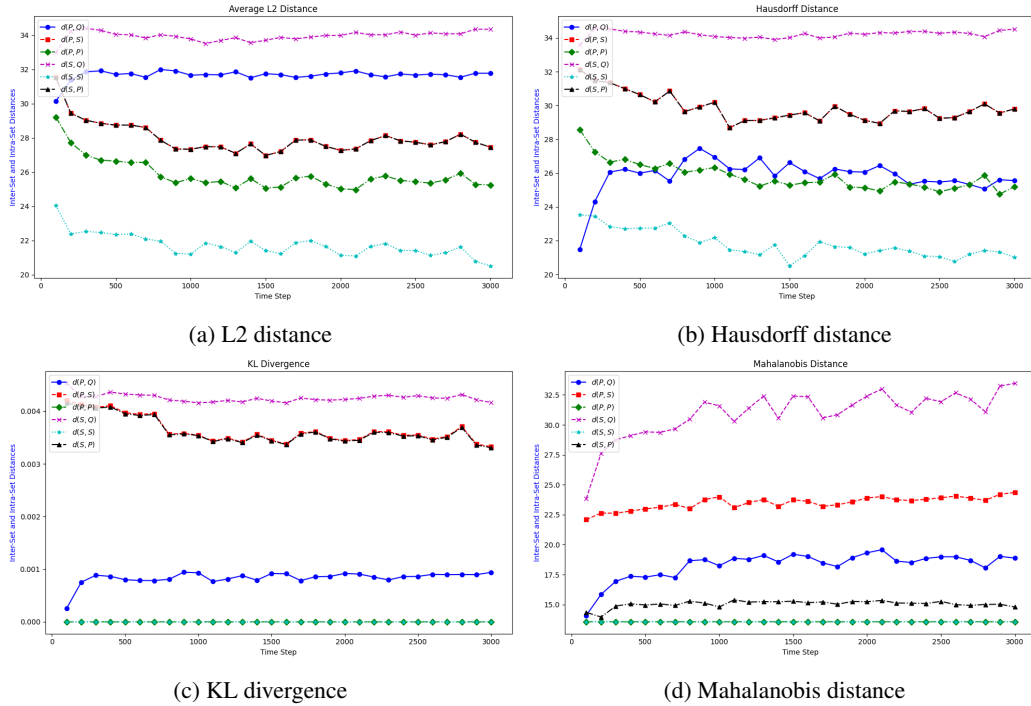 Average L2 Distance
Inter-Set and Intra-Set Distances
34
32
30
28
26
24
22
20
d(P, Q)
d(P, S)
d(P, P)
d(S, Q)
d(S, S)
d(S, P)
0 500 1000 1500 2000 2500 3000
Time Step
(a) L2 distance
Hausdorff Distance
Inter-Set and Intra-Set Distances
34
32
30
28
26
24
22
20
d(P, Q)
d(P, S)
d(P, P)
d(S, Q)
d(S, S)
d(S, P)
0 500 1000 1500 2000 2500 3000
Time Step
(b) Hausdorff distance
KL Divergence
Inter-Set and Intra-Set Distances
0.004
0.003
0.002
0.001
0.000
d(P, Q)
d(P, S)
d(P, P)
d(S, Q)
d(S, S)
d(S, P)
0 500 1000 1500 2000 2500 3000
Time Step
(c) KL divergence
Mahalanobis Distance
Inter-Set and Intra-Set Distances
32.5
30.0
27.5
25.0
22.5
20.0
17.5
15.0
d(P, Q)
d(P, S)
d(P, P)
d(S, Q)
d(S, S)
d(S, P)
0 500 1000 1500 2000 2500 3000
Time Step
(d) Mahalanobis distance